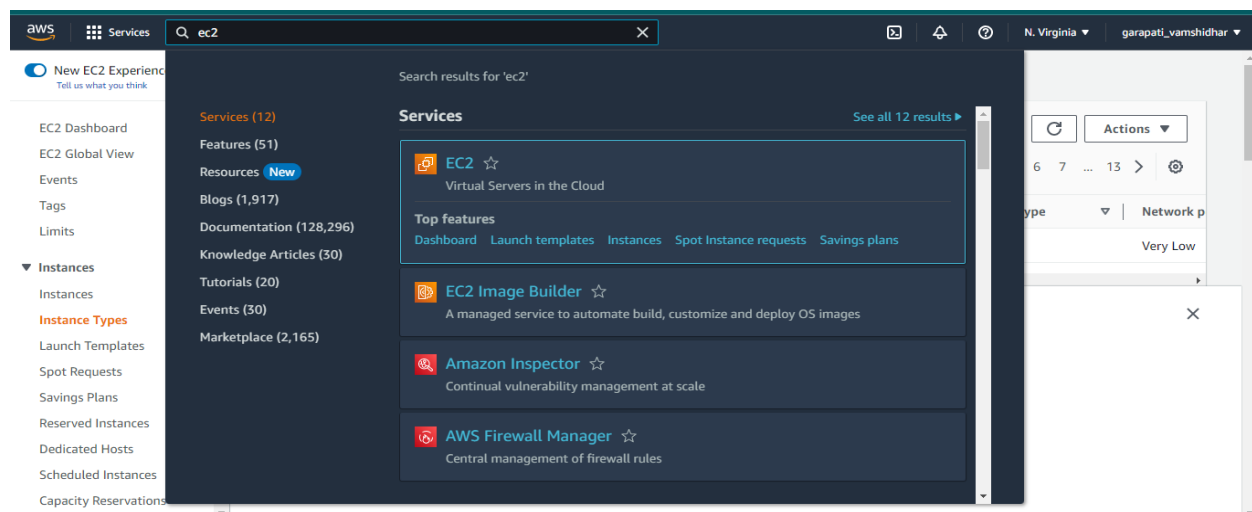 aws Services ec2 N. Virginia garapati_vamshidhar
New EC2 Experienc
Tell us what you think
EC2 Dashboard
EC2 Global View
Events
Tags
Limits
Instances
Instances
Instance Types
Launch Templates
Spot Requests
Savings Plans
Reserved Instances
Dedicated Hosts
Scheduled Instances
Capacity Reservations
Search results for 'ec2'
Services (12)
Features (51)
Resources New
Blogs (1,917)
Documentation (128,296)
Knowledge Articles (30)
Tutorials (20)
Events (30)
Marketplace (2,165)
Services See all 12 results
EC2
Virtual Servers in the Cloud
Top features
Dashboard Launch templates Instances Spot Instance requests Savings plans
EC2 Image Builder
A managed service to automate build, customize and deploy OS images
Amazon Inspector
Continual vulnerability management at scale
AWS Firewall Manager
Central management of firewall rules
Actions
6 7 ... 13
ype Network p
Very Low